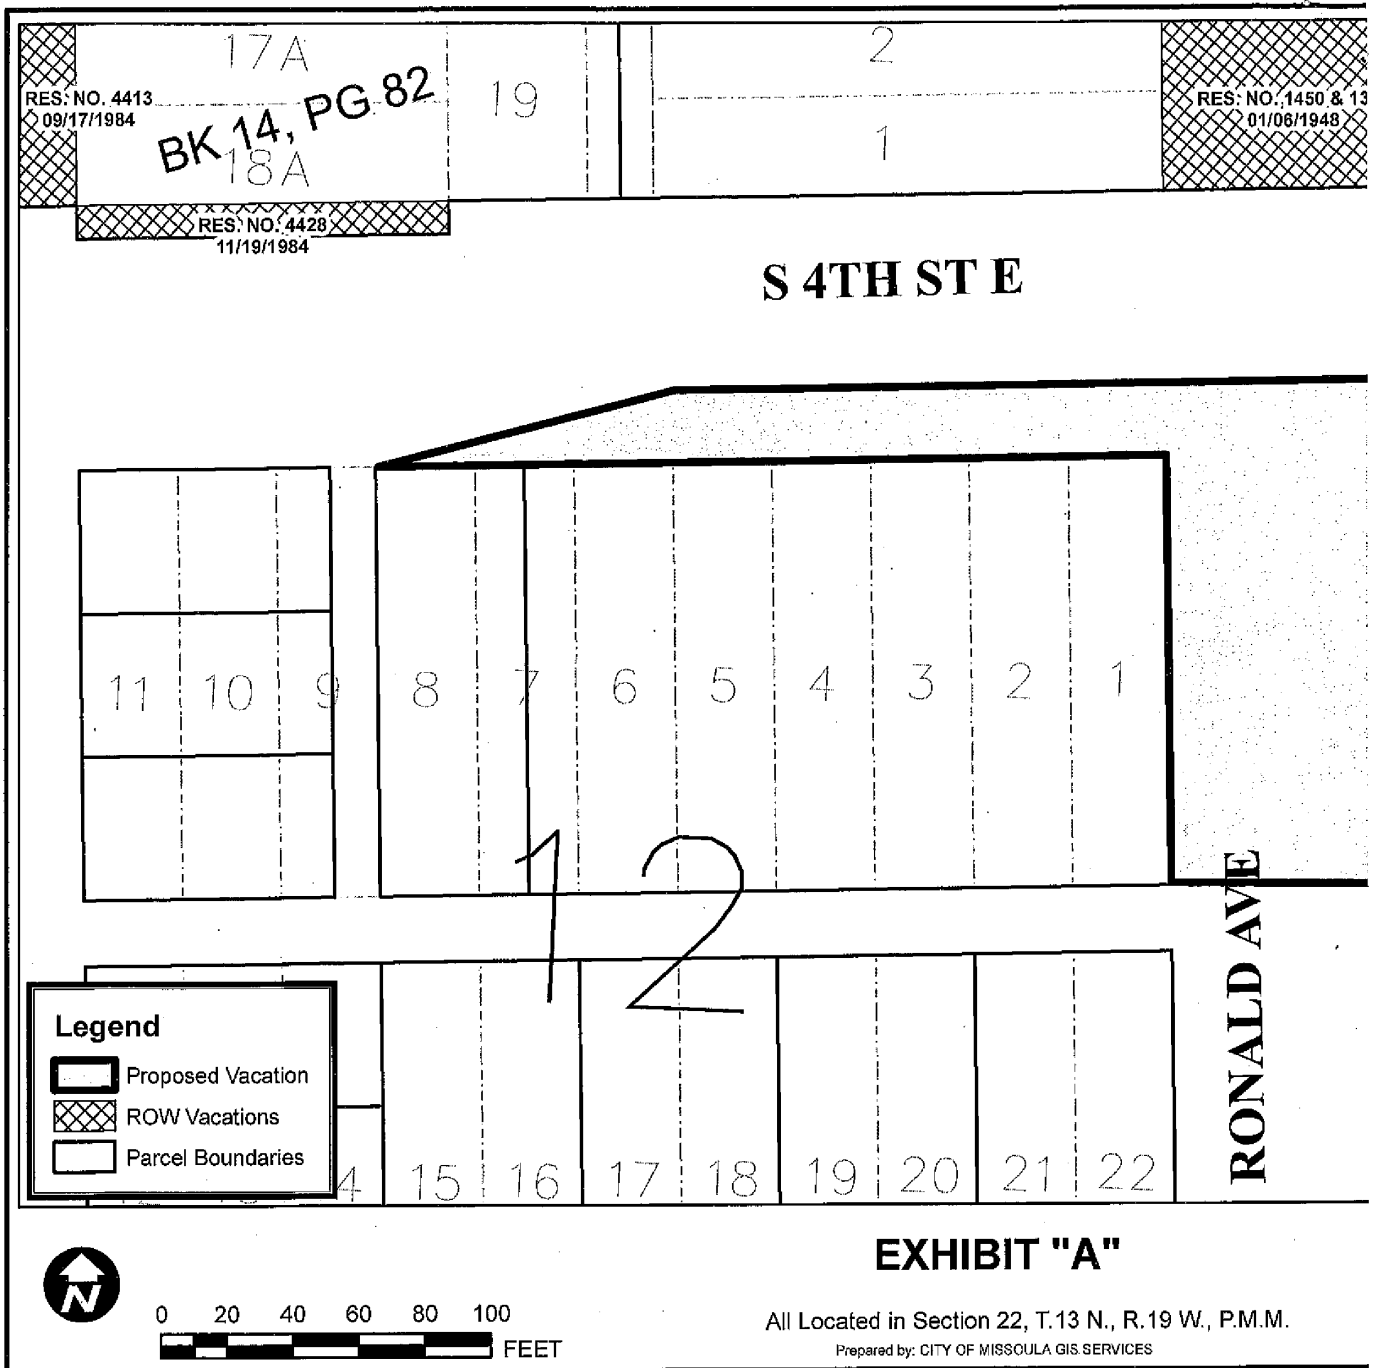 17A
2
RES. NO. 4413
09/17/1984
BK 14, PG 82
19
RES. NO. 1450 & 13
01/06/1948
18A
1
RES. NO. 4428
11/19/1984
S 4TH ST E
11 10 9 8 7 6 5 4 3 2 1
12
RONALD AVE
Legend
Proposed Vacation
ROW Vacations
Parcel Boundaries
4 15 16 17 18 19 20 21 22
N
0 20 40 60 80 100
FEET
EXHIBIT "A"
All Located in Section 22, T.13 N., R.19 W., P.M.M.
Prepared by: CITY OF MISSOULA GIS SERVICES